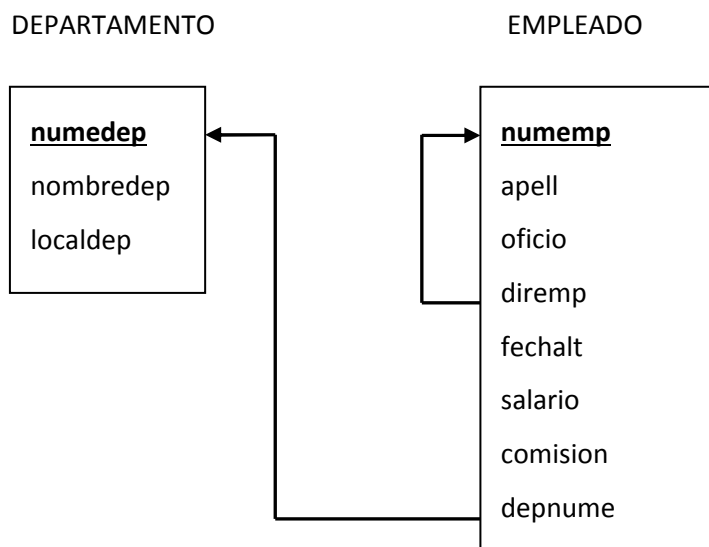 DEPARTAMENTO
numedep
nombredep
localdep
EMPLEADO
numemp
apell
oficio
diremp
fechalt
salario
comision
depnume